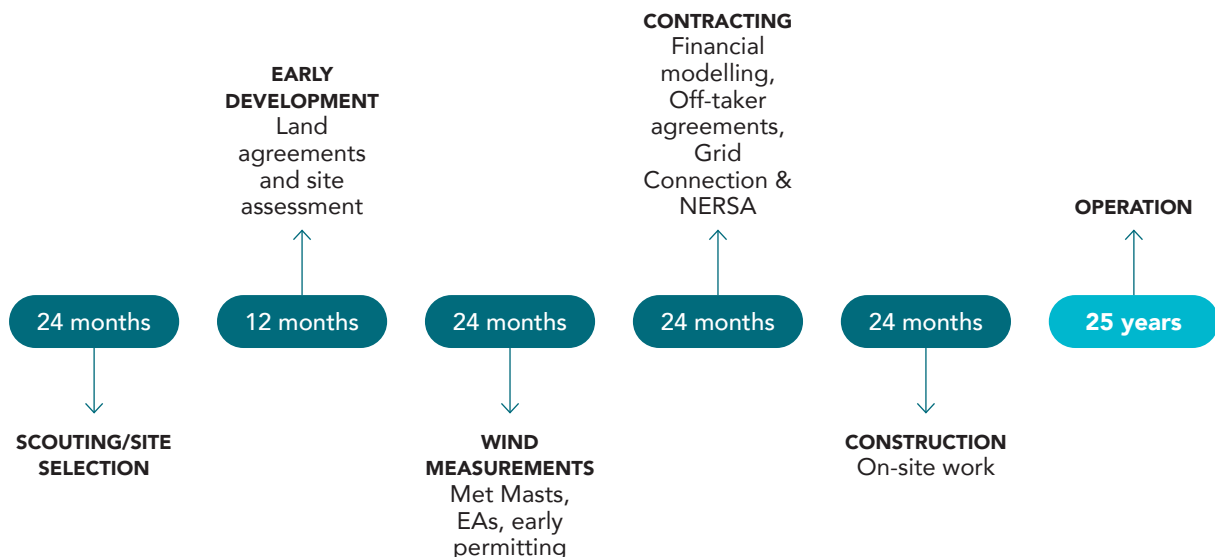 CONTRACTING
Financial
modelling,
Off-taker
agreements,
Grid
Connection &
NERSA
EARLY
DEVELOPMENT
Land
agreements
and site
assessment
OPERATION
24 months
12 months
24 months
24 months
24 months
25 years
SCOUTING/SITE
SELECTION
WIND
MEASUREMENTS
Met Masts,
EAs, early
permitting
CONSTRUCTION
On-site work